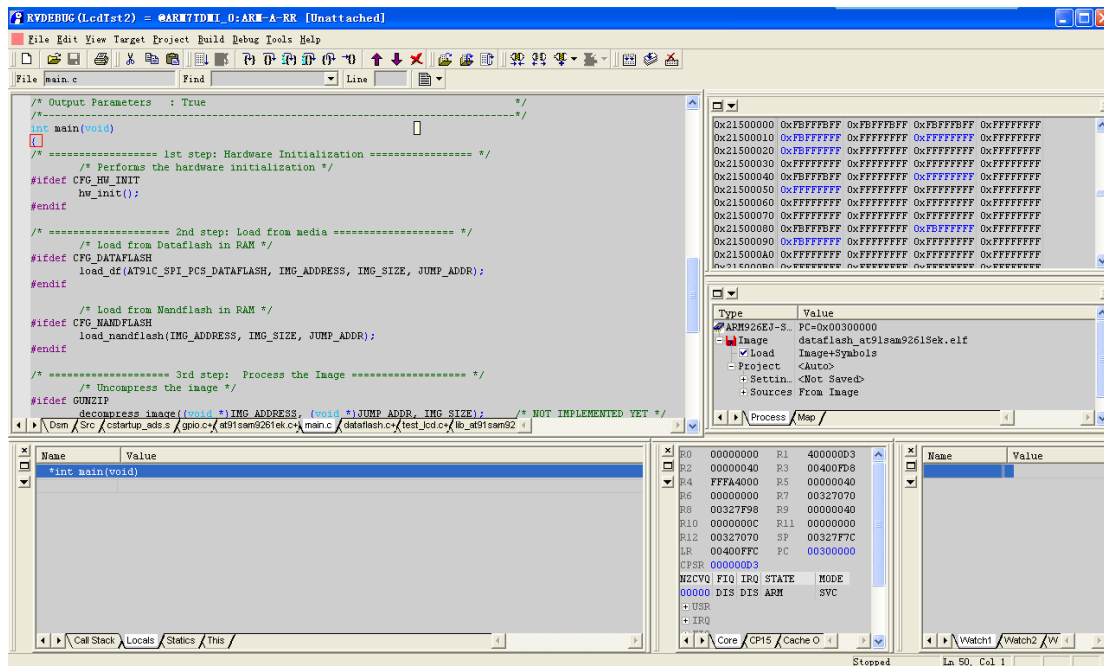 RVDEBUG(LcdTst2) = @ARM7TDMI_0:ARM-A-RR [Unattached]
File Edit View Target Project Build Debug Tools Help
File main.c Find Line
/* Output Parameters   : True */
/*----------------------------------------------------------------------------*/
int main(void)
{
/* ================== 1st step: Hardware Initialization ================= */
/* Performs the hardware initialization */
#ifdef CFG_HW_INIT
hw_init();
#endif
/* ==================== 2nd step: Load from media ==================== */
/* Load from Dataflash in RAM */
#ifdef CFG_DATAFLASH
load_df(AT91C_SPI_PCS_DATAFLASH, IMG_ADDRESS, IMG_SIZE, JUMP_ADDR);
#endif
/* Load from Nandflash in RAM */
#ifdef CFG_NANDFLASH
load_nandflash(IMG_ADDRESS, IMG_SIZE, JUMP_ADDR);
#endif
/* ==================== 3rd step:  Process the Image =================== */
/* Uncompress the image */
#ifdef GUNZIP
decompress_image((void *)IMG_ADDRESS, (void *)JUMP_ADDR, IMG_SIZE); /* NOT IMPLEMENTED YET */
Dsm Src cstartup_ads.s gpio.c at91sam9261ek.c main.c dataflash.c test_lcd.c lib_at91sam92
0x21500000 0xFBFFFBFF 0xFBFFFBFF 0xFBFFFBFF 0xFBFFFBFF
0x21500010 0xFBFFFFFF 0xFFFFFFFF 0xFFFFFFFF 0xFFFFFFFF
0x21500020 0xFBFFFBFF 0xFFFFFFFF 0xFFFFFFFF 0xFFFFFFFF
0x21500030 0xFFFFFFFF 0xFFFFFFFF 0xFFFFFFFF 0xFFFFFFFF
0x21500040 0xFBFFFBFF 0xFFFFFFFF 0xFFFFFFFF 0xFFFFFFFF
0x21500050 0xFFFFFFFF 0xFFFFFFFF 0xFFFFFFFF 0xFFFFFFFF
0x21500060 0xFFFFFFFF 0xFFFFFFFF 0xFFFFFFFF 0xFFFFFFFF
0x21500070 0xFFFFFFFF 0xFFFFFFFF 0xFFFFFFFF 0xFFFFFFFF
0x21500080 0xFFFFFFFF 0xFFFFFFFF 0xFBFFFFFF 0xFFFFFFFF
0x21500090 0xFBFFFFFF 0xFFFFFFFF 0xFFFFFFFF 0xFFFFFFFF
0x215000A0 0xFFFFFFFF 0xFFFFFFFF 0xFFFFFFFF 0xFFFFFFFF
0x215000B0 0xFFFFFFFF 0xFFFFFFFF 0xFFFFFFFF 0xFFFFFFFF
Type Value
ARM926EJ-S... PC=0x00300000
Image dataflash_at91sam9261Sek.elf
Load Image+Symbols
Project <Auto>
Settin... <Not Saved>
Sources From Image
Process Map
Name Value
*int main(void)
Call Stack Locals Statics This
R0 00000000 R1 400000D3
R2 00000040 R3 00400FD8
R4 FFFA4000 R5 00000040
R6 00000000 R7 00327070
R8 00327F98 R9 00000040
R10 0000000C R11 00000000
R12 00327070 SP 00327F7C
LR 00400FFC PC 00300000
CPSR 000000D3
NZCVQ FIQ IRQ STATE MODE
00000 DIS DIS ARM SVC
USR
IRQ
Core CP15 Cache O
Name Value
Watch1 Watch2 W
Stopped Ln 50, Col 1